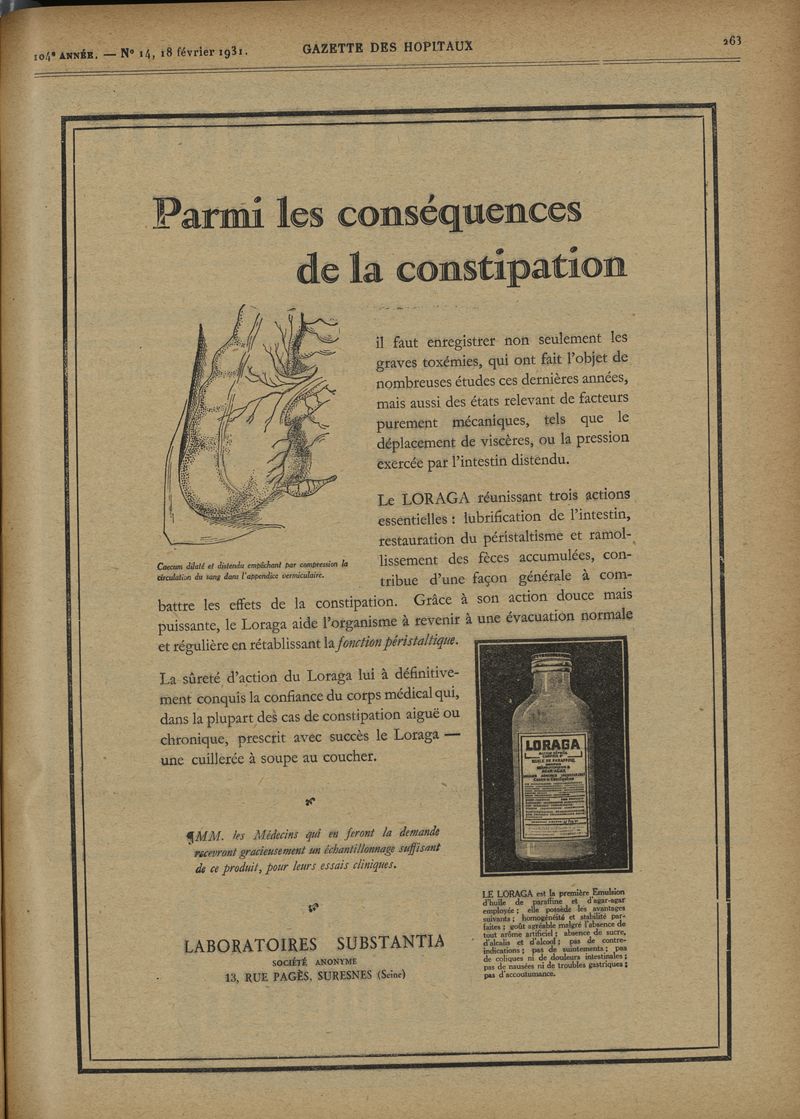 104e ANNÉE. — N° 14, 18 février 1931.
GAZETTE DES HOPITAUX
263
Parmi les conséquences
de la constipation
il faut enregistrer non seulement les
graves toxémies, qui ont fait l'objet de
nombreuses études ces dernières années,
mais aussi des états relevant de facteurs
purement mécaniques, tels que le
déplacement de viscères, ou la pression
exercée par l'intestin distendu.
Caecum dilaté et distendu empêchant par compression la
circulation du sang dans l'appendice vermiculaire.
Le LORAGA réunissant trois actions
essentielles : lubrification de l'intestin,
restauration du péristaltisme et ramol-
lissement des fèces accumulées, con-
tribue d'une façon générale à com-
battre les effets de la constipation. Grâce à son action douce mais
puissante, le Loraga aide l'organisme à revenir à une évacuation normale
et régulière en rétablissant la fonction péristaltique.
La sûreté d'action du Loraga lui à définitive-
ment conquis la confiance du corps médical qui,
dans la plupart des cas de constipation aiguë ou
chronique, prescrit avec succès le Loraga —
une cuillerée à soupe au coucher.
¶ MM. les Médecins qui en feront la demande
recevront gracieusement un échantillonnage suffisant
de ce produit, pour leurs essais cliniques.
LABORATOIRES SUBSTANTIA
SOCIÉTÉ ANONYME
13, RUE PAGÈS, SURESNES (Seine)
LORAGA
HUILE DE PARAFFINE
AGAR-AGAR
LE LORAGA est la première Emulsion
d'huile de paraffine et d'agar-agar
employée ; elle possède les avantages
suivants : homogénéité et stabilité par-
faites ; goût agréable malgré l'absence de
tout arôme artificiel ; absence de sucre,
d'alcalis et d'alcool ; pas de contre-
indications ; pas de suintements ; pas
de coliques ni de douleurs intestinales ;
pas de nausées ni de troubles gastriques ;
pas d'accoutumance.